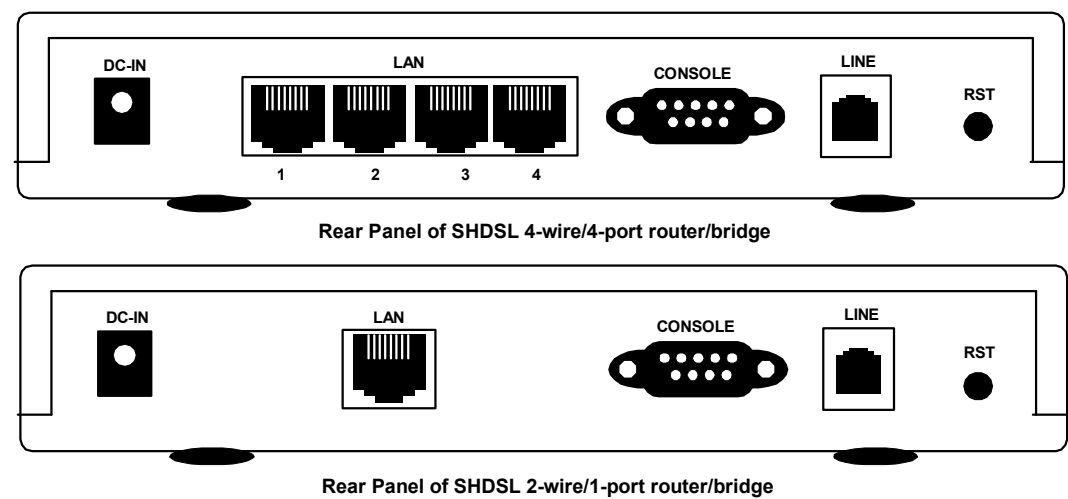 DC-IN
LAN
CONSOLE
LINE
RST
1 2 3 4
Rear Panel of SHDSL 4-wire/4-port router/bridge
DC-IN
LAN
CONSOLE
LINE
RST
Rear Panel of SHDSL 2-wire/1-port router/bridge